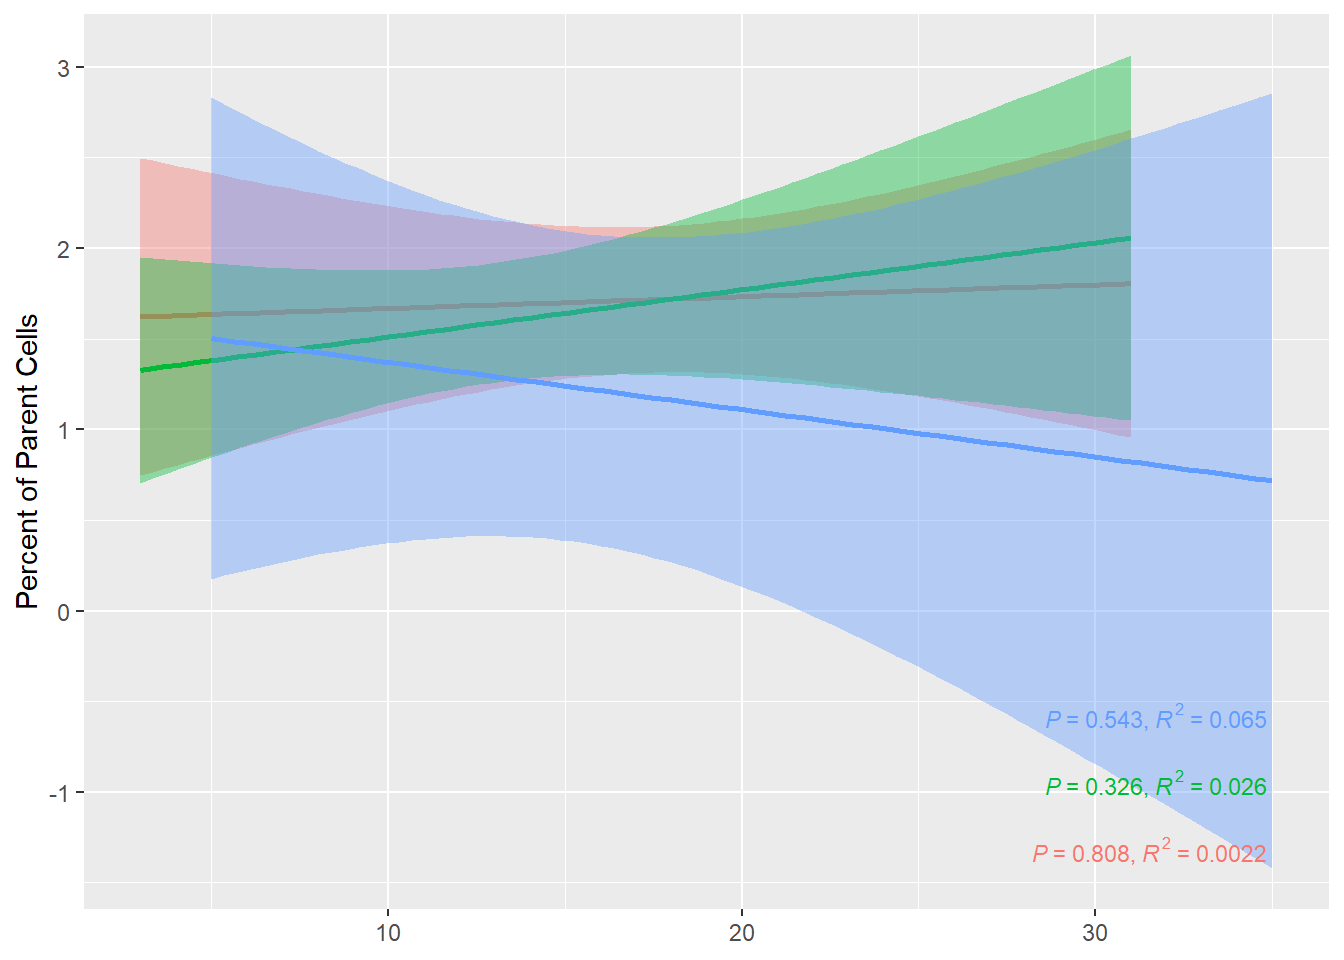 3
2
1
0
-1
Percent of Parent Cells
P = 0.543, R² = 0.065
P = 0.326, R² = 0.026
P = 0.808, R² = 0.0022
10 20 30